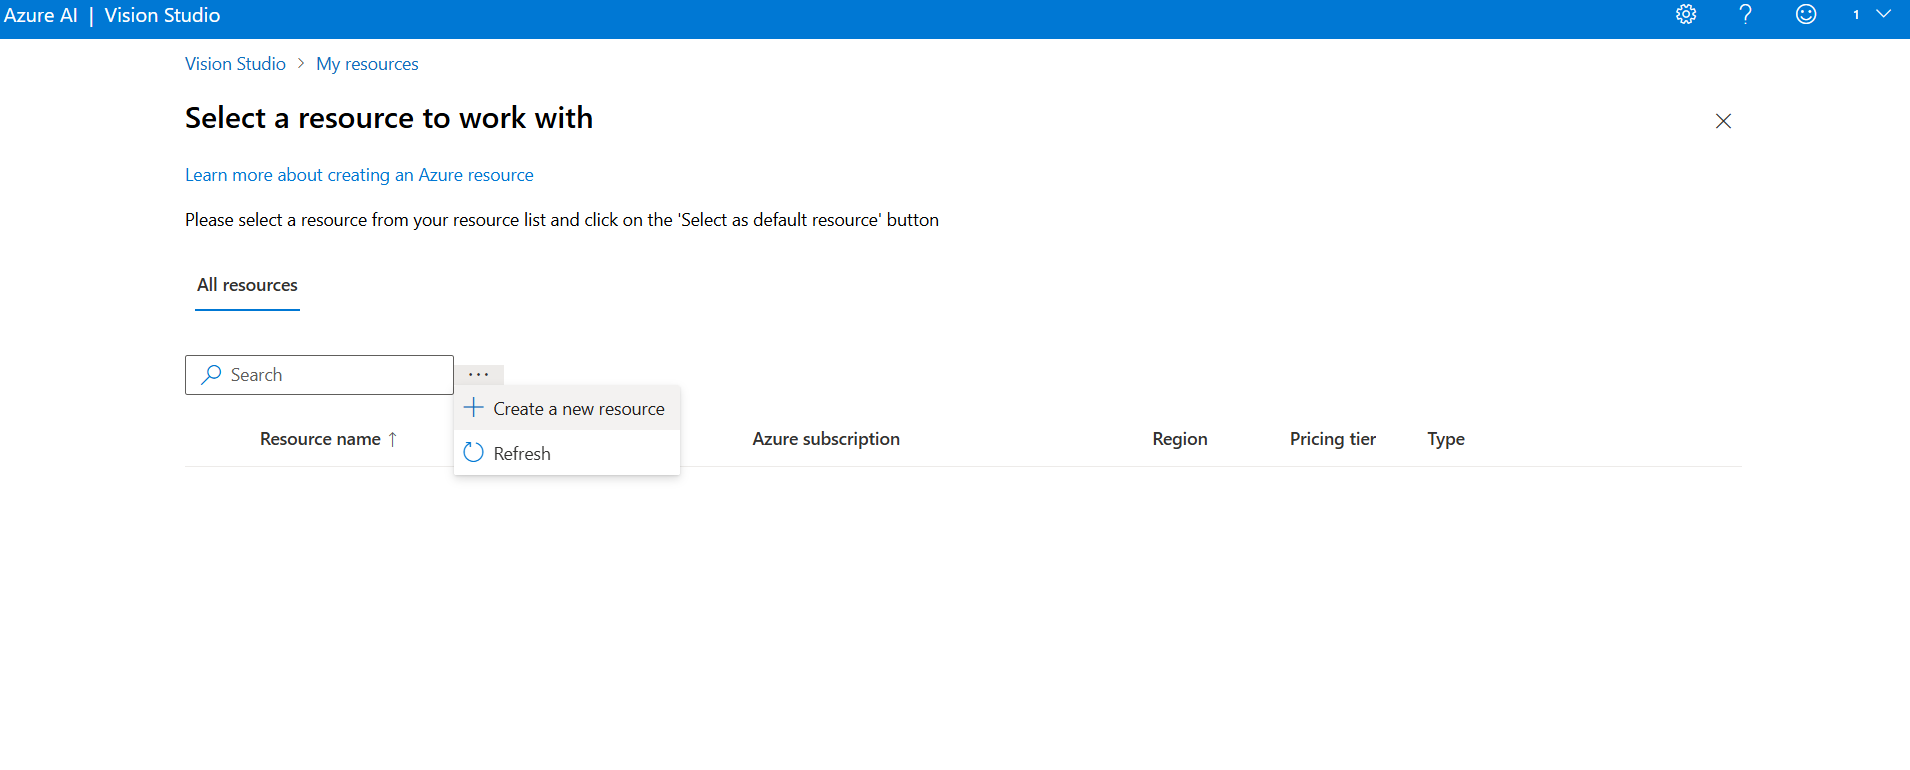 Azure AI | Vision Studio
1
Vision Studio > My resources
Select a resource to work with
Learn more about creating an Azure resource
Please select a resource from your resource list and click on the 'Select as default resource' button
All resources
Search ...
Create a new resource
Resource name ↑ Azure subscription Region Pricing tier Type
Refresh